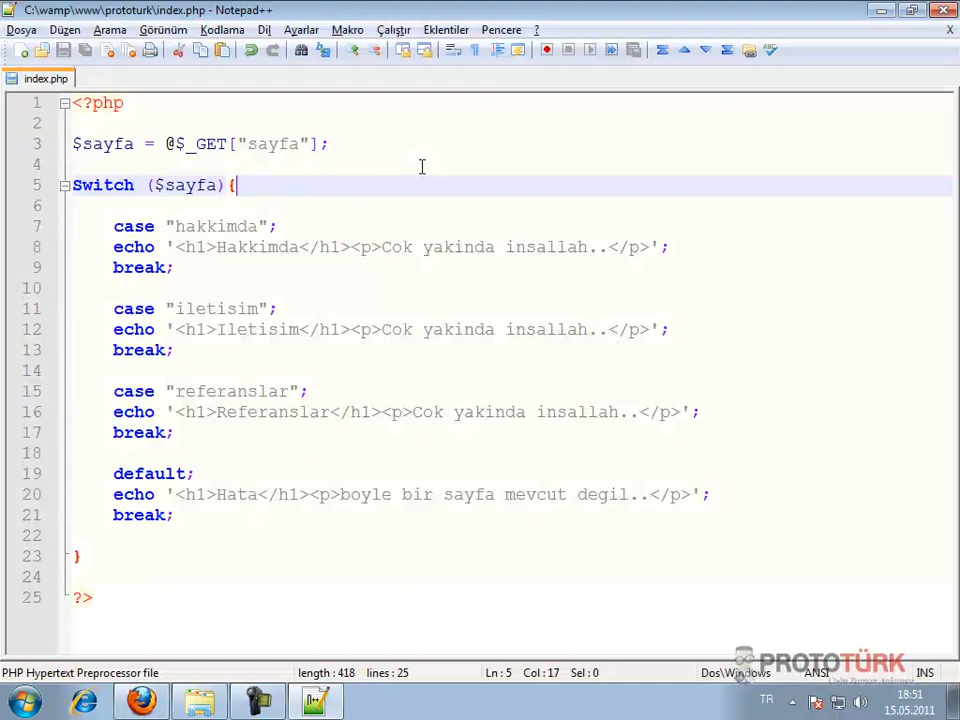 C:\wamp\www\prototurk\index.php - Notepad++
Dosya Düzen Arama Görünüm Kodlama Dil Ayarlar Makro Çalıştır Eklentiler Pencere ? X
index.php
1 <?php
2
3 $sayfa = @$_GET["sayfa"];
4
5 Switch ($sayfa){
6
7 case "hakkimda";
8 echo '<h1>Hakkimda</h1><p>Cok yakinda insallah..</p>';
9 break;
10
11 case "iletisim";
12 echo '<h1>Iletisim</h1><p>Cok yakinda insallah..</p>';
13 break;
14
15 case "referanslar";
16 echo '<h1>Referanslar</h1><p>Cok yakinda insallah..</p>';
17 break;
18
19 default;
20 echo '<h1>Hata</h1><p>boyle bir sayfa mevcut degil..</p>';
21 break;
22
23 }
24
25 ?>
PROTOTÜRK
PHP Hypertext Preprocessor file length : 418 lines : 25 Ln : 5 Col : 17 Sel : 0 Dos\Windows ANSI INS
TR 18:51
15.05.2011